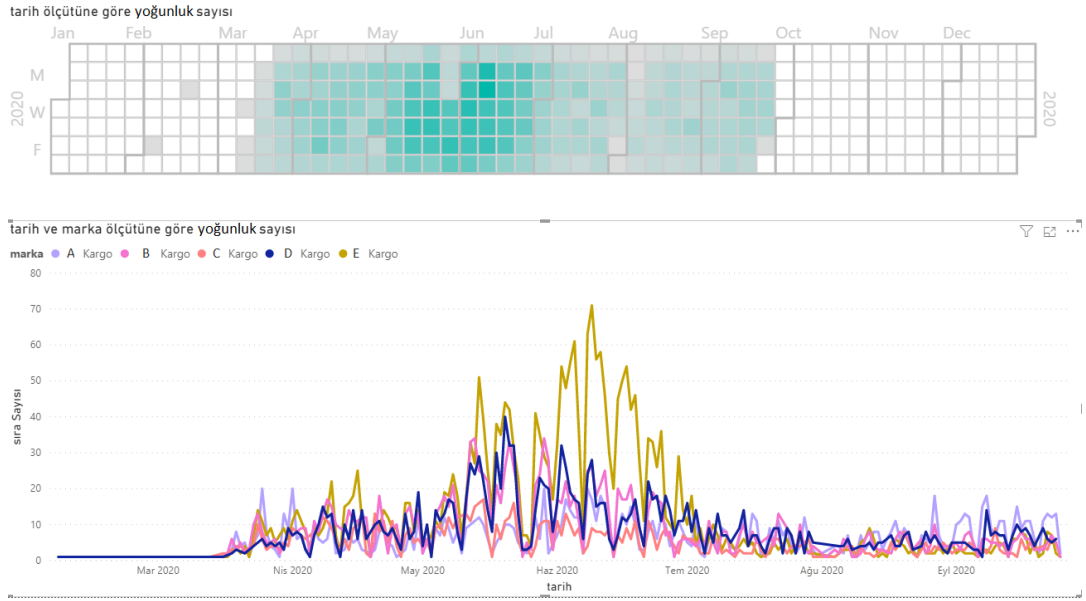 tarih ölçütüne göre yoğunluk sayısı
Jan Feb Mar Apr May Jun Jul Aug Sep Oct Nov Dec
M
2020 W 2020
F
tarih ve marka ölçütüne göre yoğunluk sayısı
marka A Kargo B Kargo C Kargo D Kargo E Kargo
80
70
60
50
40
30
20
10
0
sıra Sayısı
Mar 2020 Nis 2020 May 2020 Haz 2020 Tem 2020 Ağu 2020 Eyl 2020
tarih